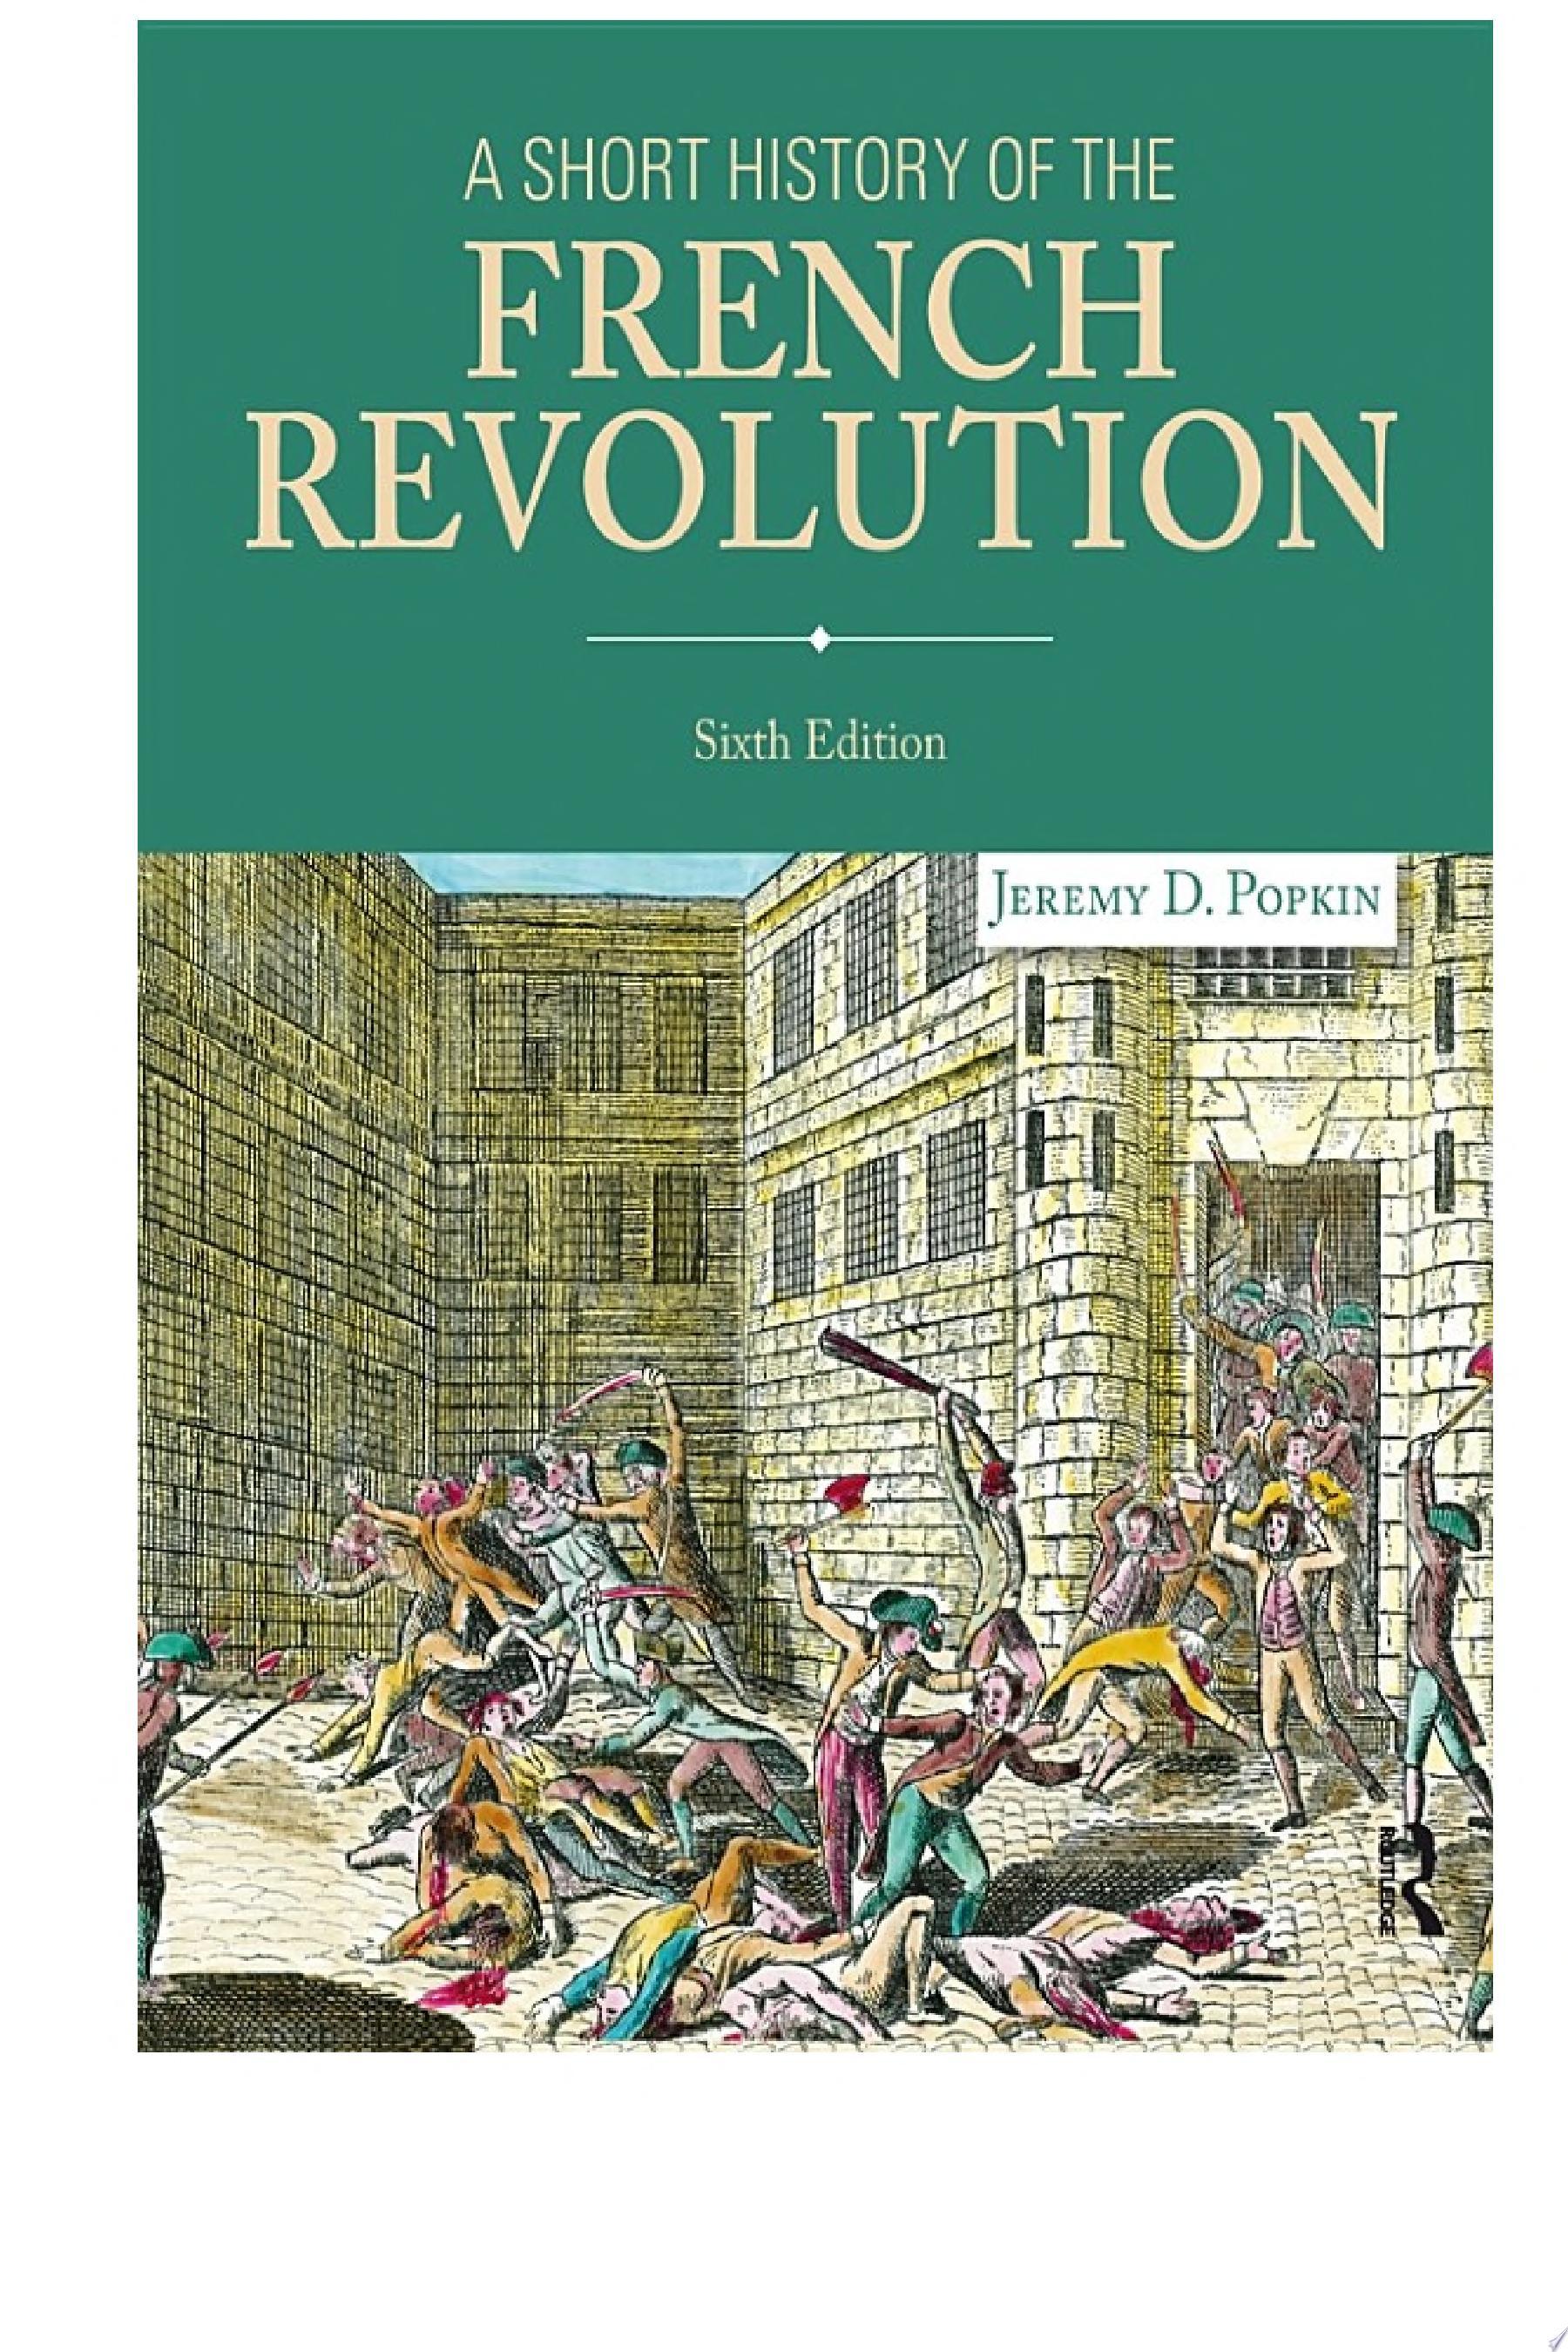 A SHORT HISTORY OF THE
FRENCH
REVOLUTION
Sixth Edition
JEREMY D. POPKIN
ROUTLEDGE